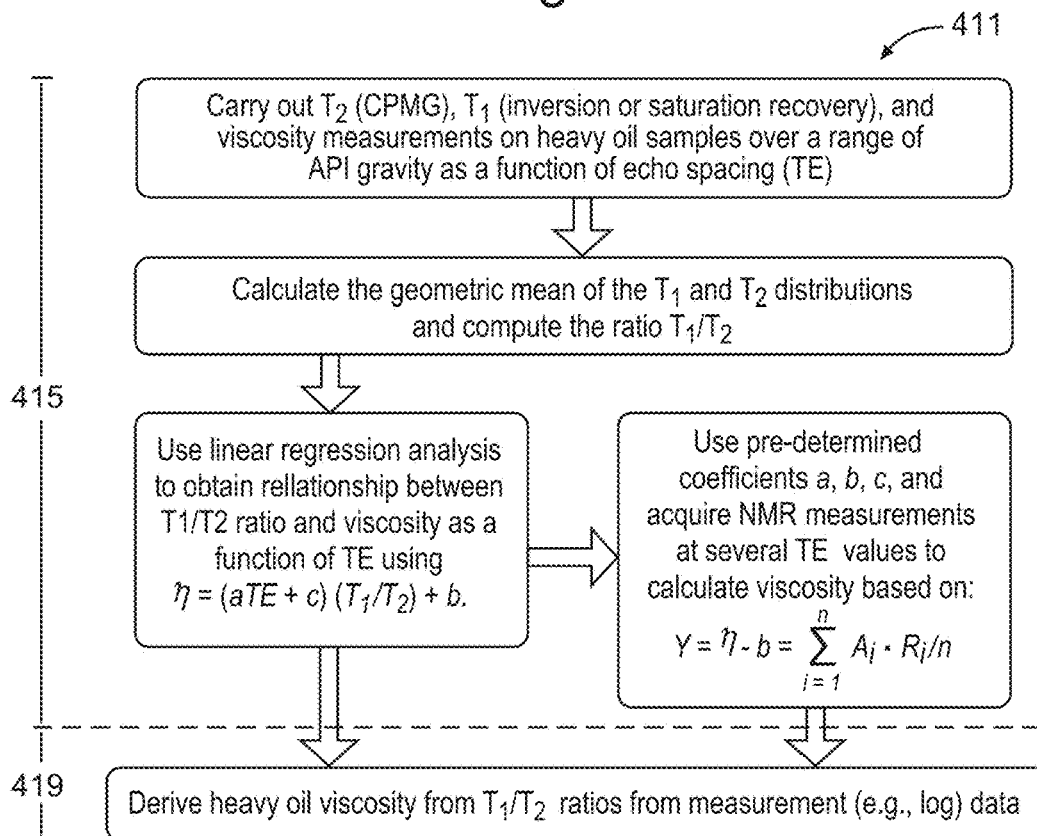 411
Carry out T₂ (CPMG), T₁ (inversion or saturation recovery), and
viscosity measurements on heavy oil samples over a range of
API gravity as a function of echo spacing (TE)
Calculate the geometric mean of the T₁ and T₂ distributions
and compute the ratio T₁/T₂
415
Use linear regression analysis
to obtain rellationship between
T1/T2 ratio and viscosity as a
function of TE using
η = (aTE + c) (T₁/T₂) + b.
Use pre-determined
coefficients a, b, c, and
acquire NMR measurements
at several TE values to
calculate viscosity based on:
n
Y = η - b = ∑ Aᵢ · Rᵢ/n
i = 1
419
Derive heavy oil viscosity from T₁/T₂ ratios from measurement (e.g., log) data